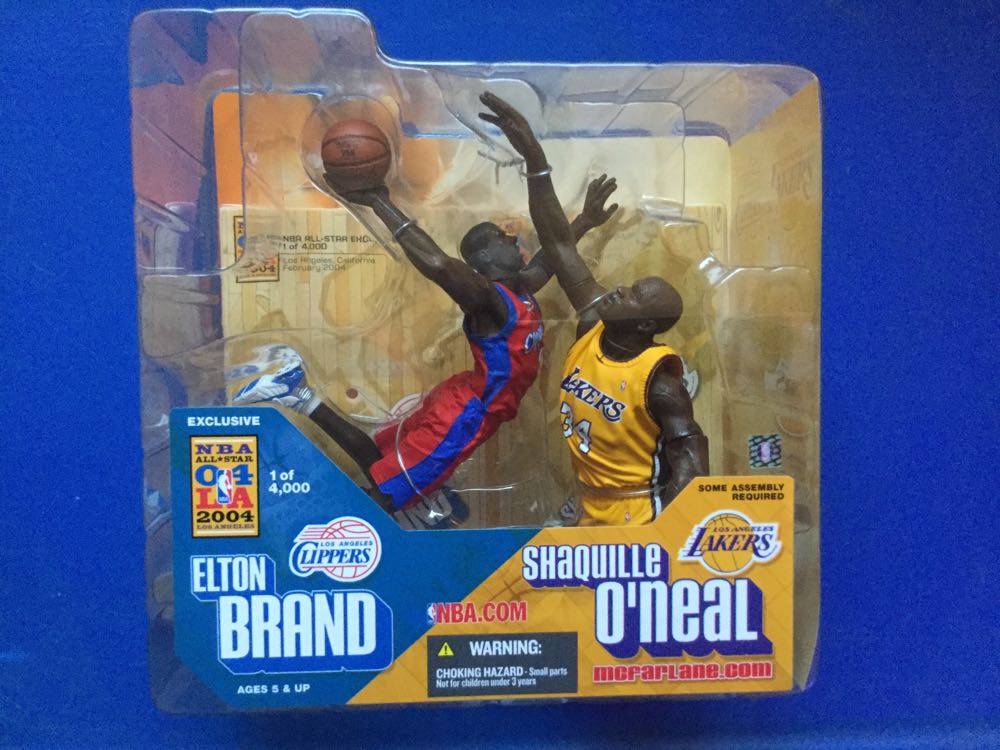 NBA ALL-STAR EXCL
1 of 4,000
Los Angeles, California
February 2004
04
LAKERS
34
EXCLUSIVE
NBA
ALL★STAR
04
LA
2004
LOS ANGELES
1 of
4,000
SOME ASSEMBLY
REQUIRED
LOS ANGELES
CLIPPERS
LOS ANGELES
LAKERS
ELTON
BRAND
SHAQUILLE
O'NEAL
NBA.COM
mcfarlane.com
WARNING:
CHOKING HAZARD - Small parts
Not for children under 3 years
AGES 5 & UP